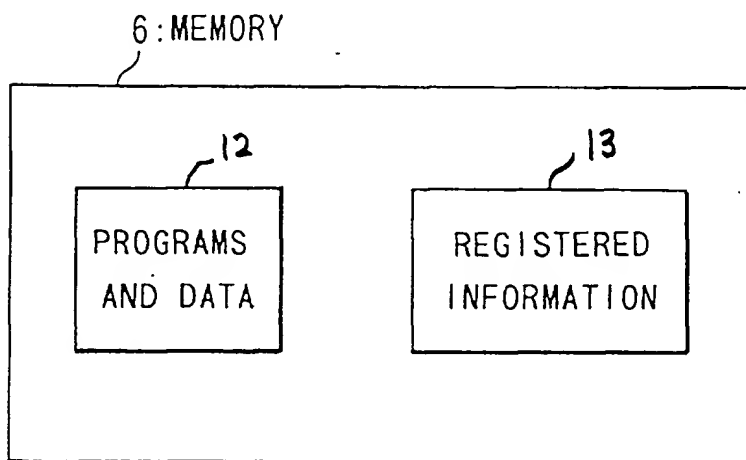 6:MEMORY
12
13
PROGRAMS
AND DATA
REGISTERED
INFORMATION